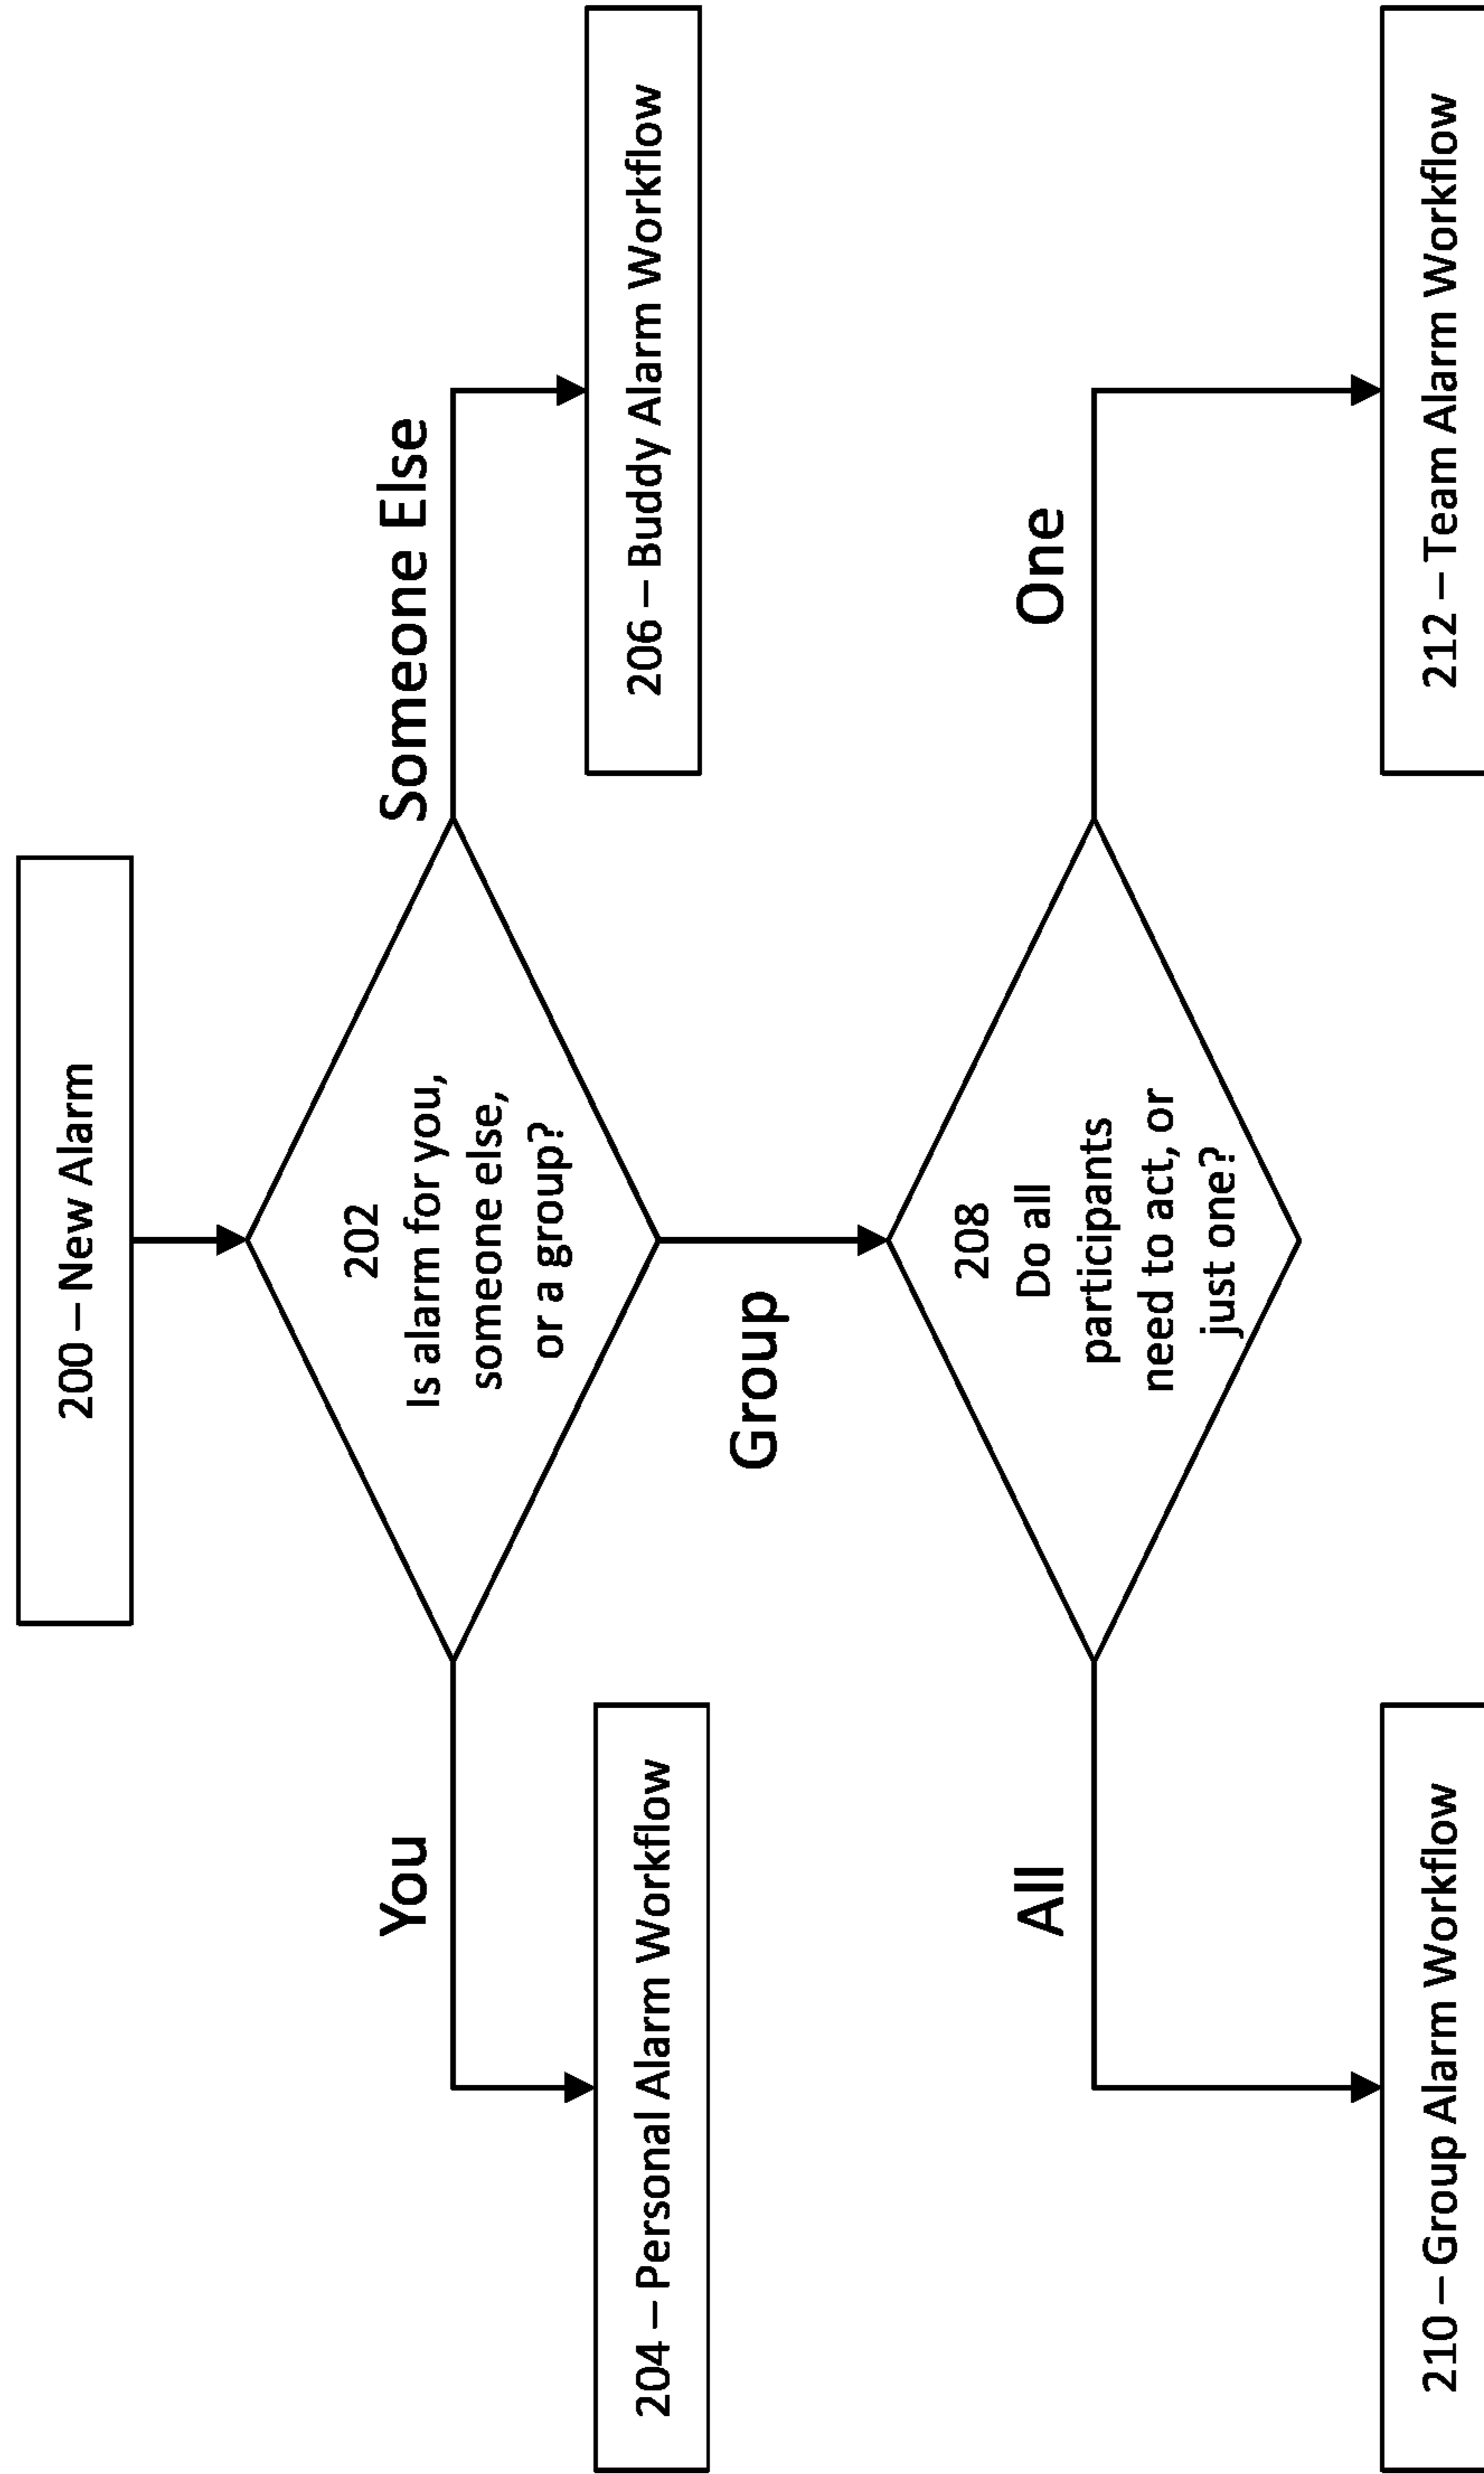 200 – New Alarm
202
Is alarm for you,
someone else,
or a group?
You
Someone Else
204 – Personal Alarm Workflow
206 – Buddy Alarm Workflow
Group
208
Do all
participants
need to act, or
just one?
All
One
210 – Group Alarm Workflow
212 – Team Alarm Workflow